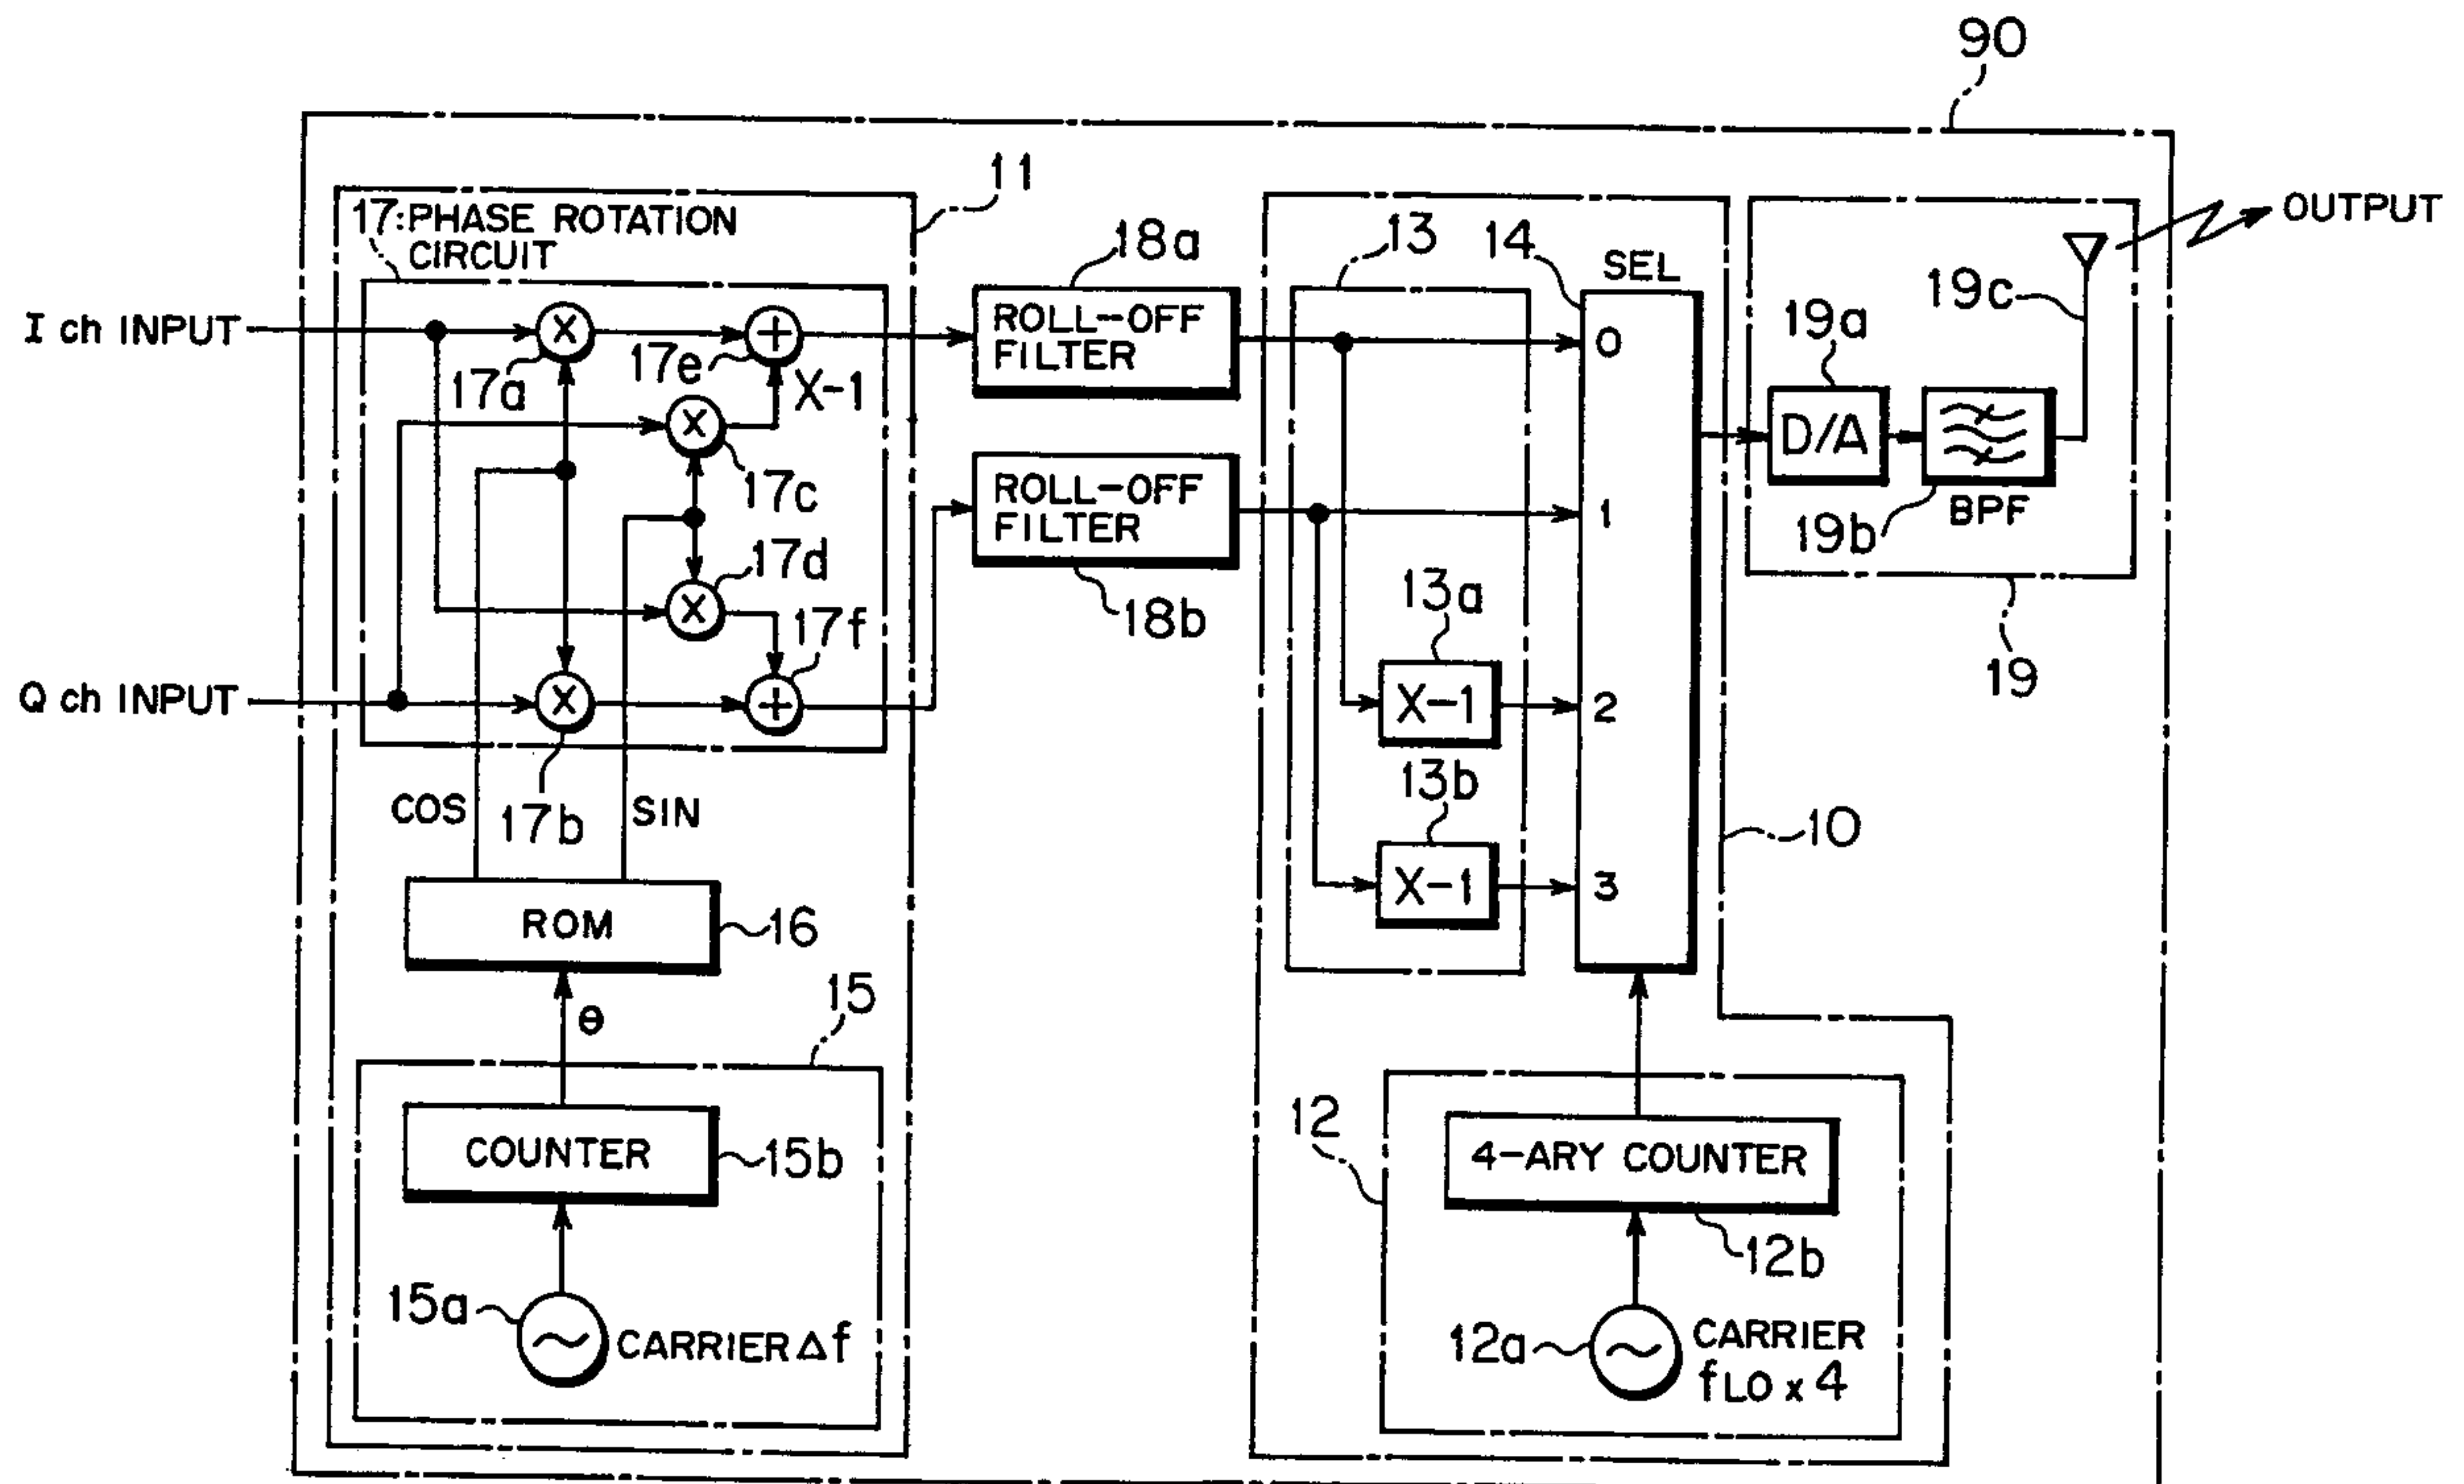 90
11
17:PHASE ROTATION
CIRCUIT
I ch INPUT
17a
17e
X-1
17c
17d
17f
Q ch INPUT
17b
COS
SIN
ROM
16
θ
15
COUNTER
15b
15a
CARRIER Δf
18a
ROLL-OFF
FILTER
ROLL-OFF
FILTER
18b
13
14
SEL
0
1
2
3
13a
X-1
13b
X-1
10
12
4-ARY COUNTER
12b
12a
CARRIER
fLO x 4
19a
D/A
19b
BPF
19c
19
OUTPUT